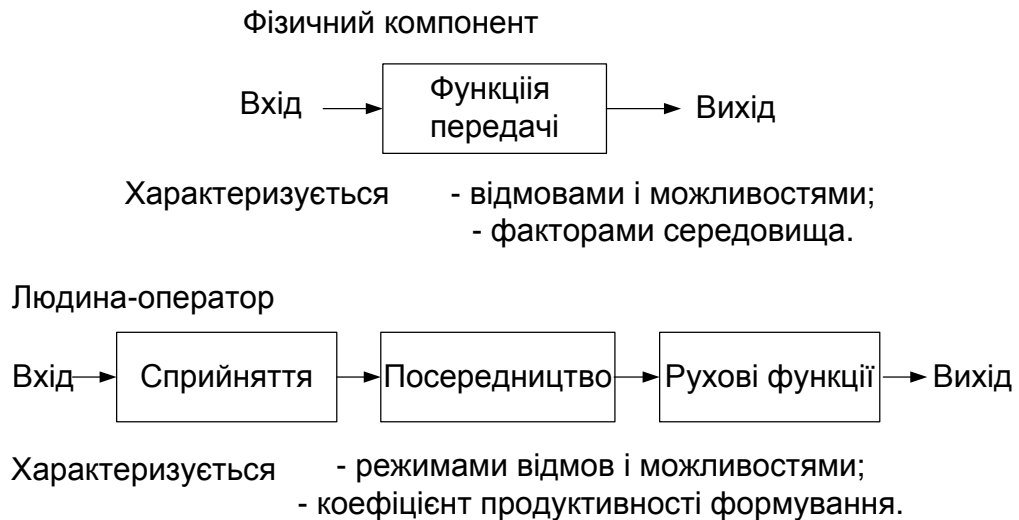 Фізичний компонент
Вхід
Функціія
передачі
Вихід
Характеризується - відмовами і можливостями;
- факторами середовища.
Людина-оператор
Вхід Сприйняття Посередництво Рухові функції Вихід
Характеризується - режимами відмов і можливостями;
- коефіцієнт продуктивності формування.